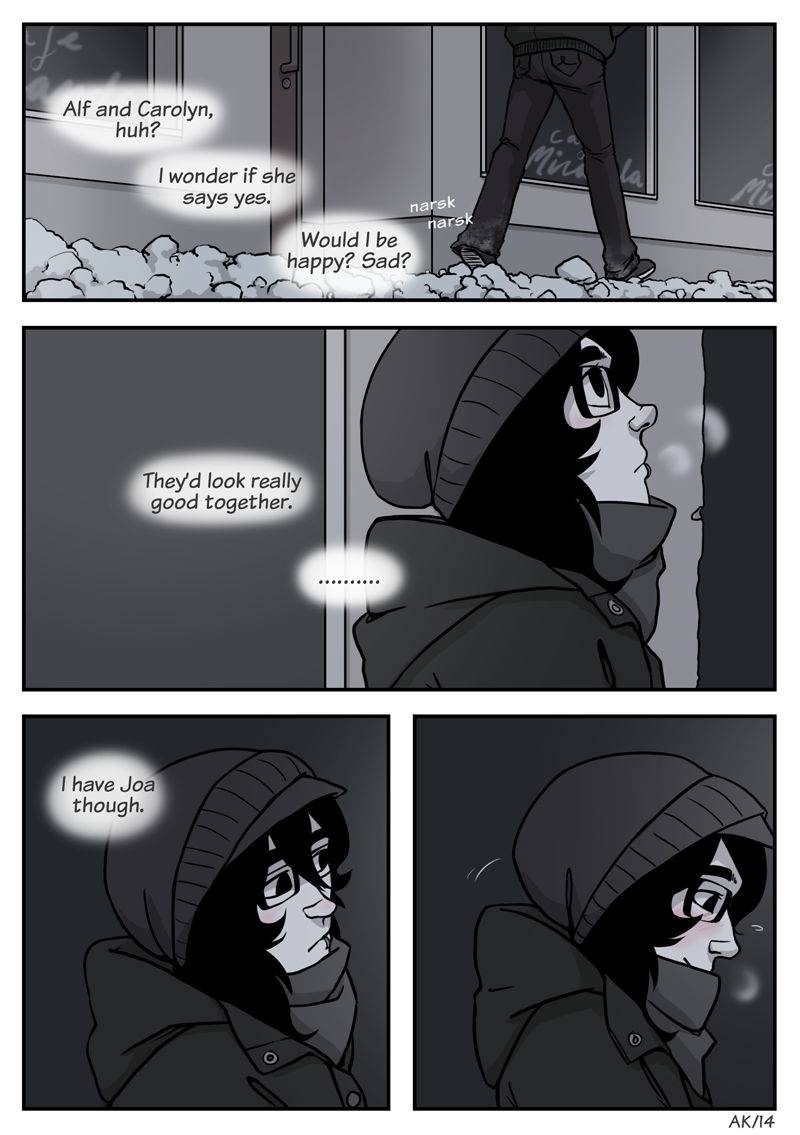 Alf and Carolyn,
huh?
I wonder if she
says yes.
narsk
narsk
Would I be
happy? Sad?
They'd look really
good together.
..........
I have Joa
though.
AK/14